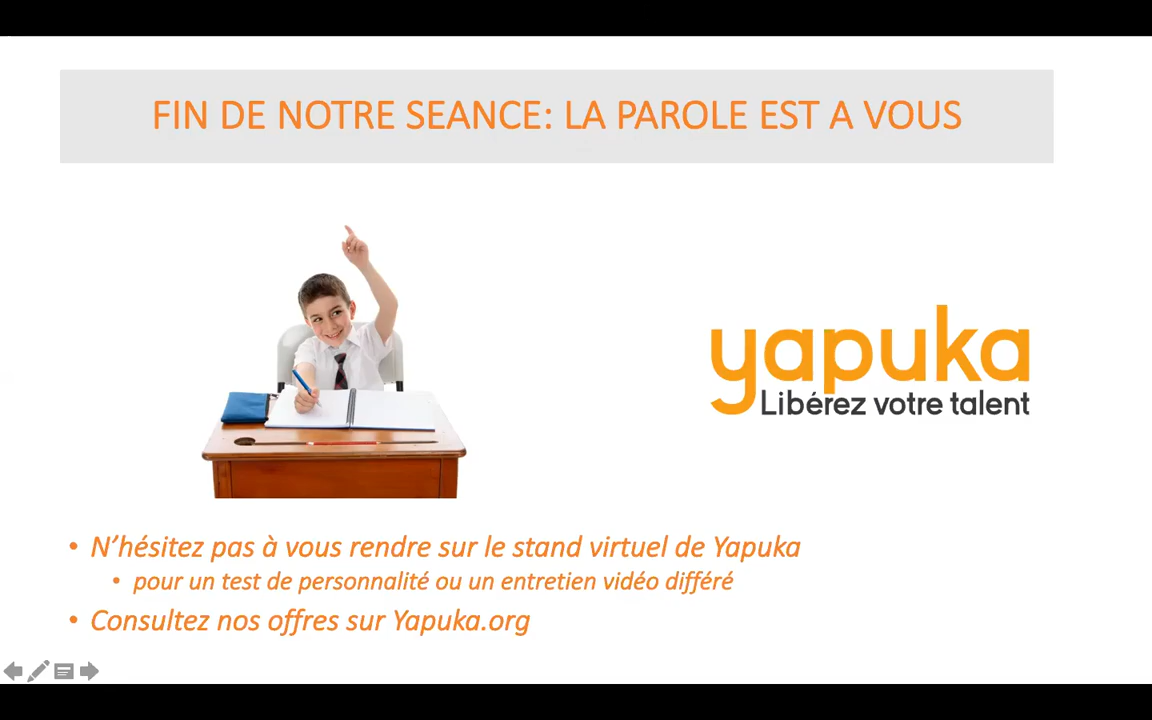 FIN DE NOTRE SEANCE: LA PAROLE EST A VOUS
yapuka
Libérez votre talent
• N’hésitez pas à vous rendre sur le stand virtuel de Yapuka
• pour un test de personnalité ou un entretien vidéo différé
• Consultez nos offres sur Yapuka.org